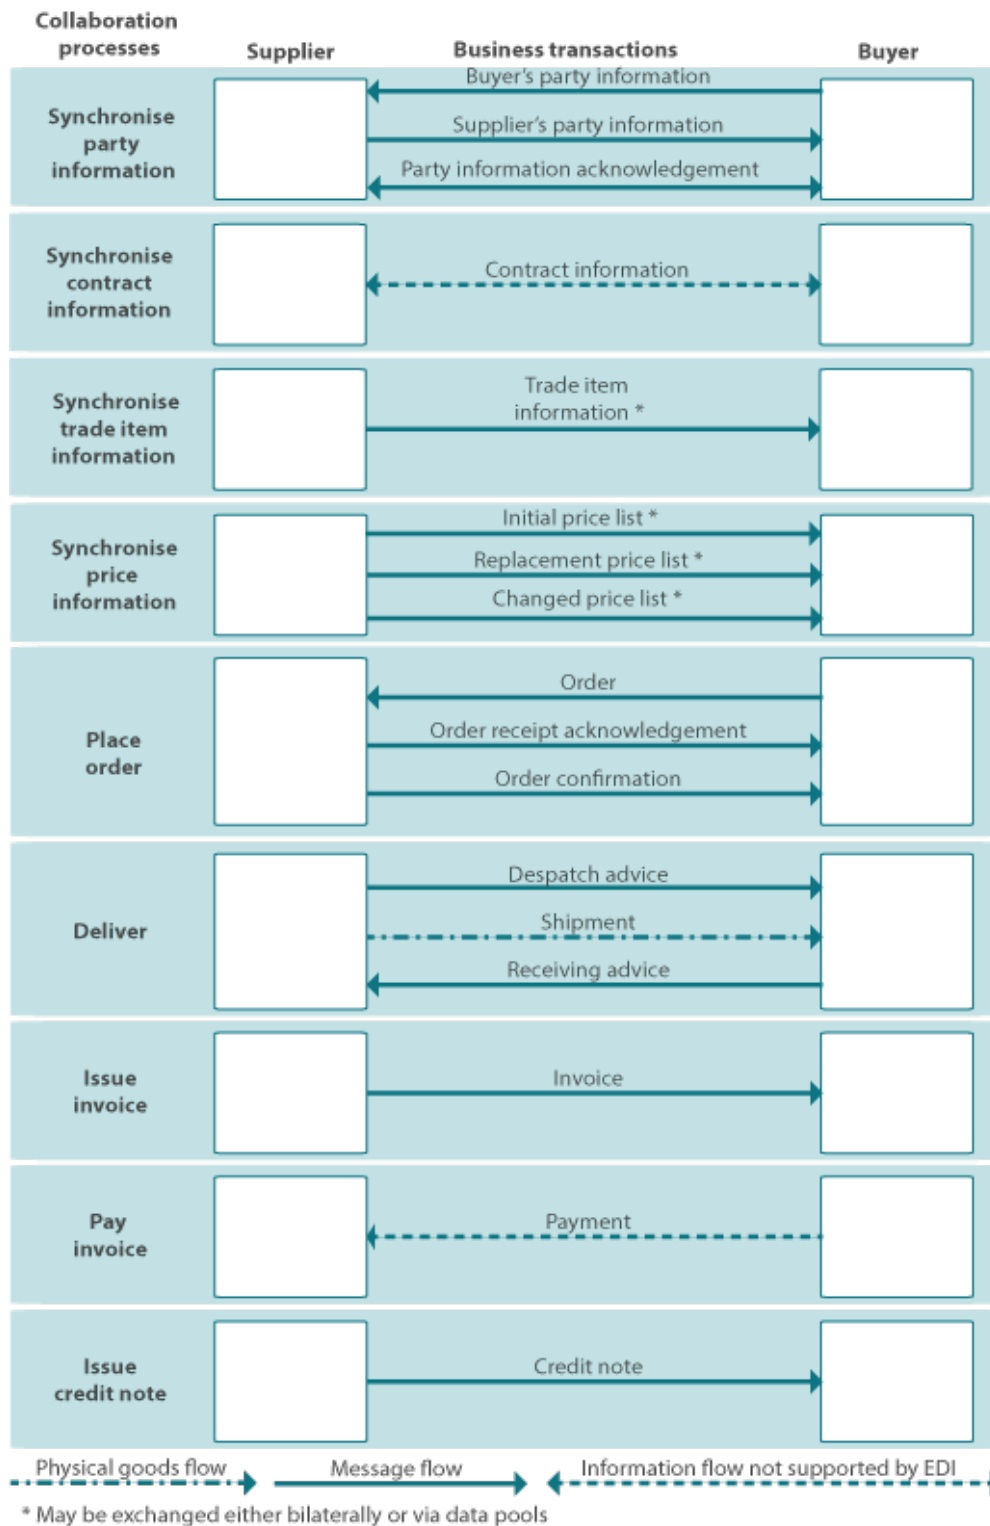 Collaboration
processes
Supplier
Business transactions
Buyer
Synchronise
party
information
Buyer's party information
Supplier's party information
Party information acknowledgement
Synchronise
contract
information
Contract information
Synchronise
trade item
information
Trade item
information *
Synchronise
price
information
Initial price list *
Replacement price list *
Changed price list *
Place
order
Order
Order receipt acknowledgement
Order confirmation
Deliver
Despatch advice
Shipment
Receiving advice
Issue
invoice
Invoice
Pay
invoice
Payment
Issue
credit note
Credit note
Physical goods flow
Message flow
Information flow not supported by EDI
* May be exchanged either bilaterally or via data pools